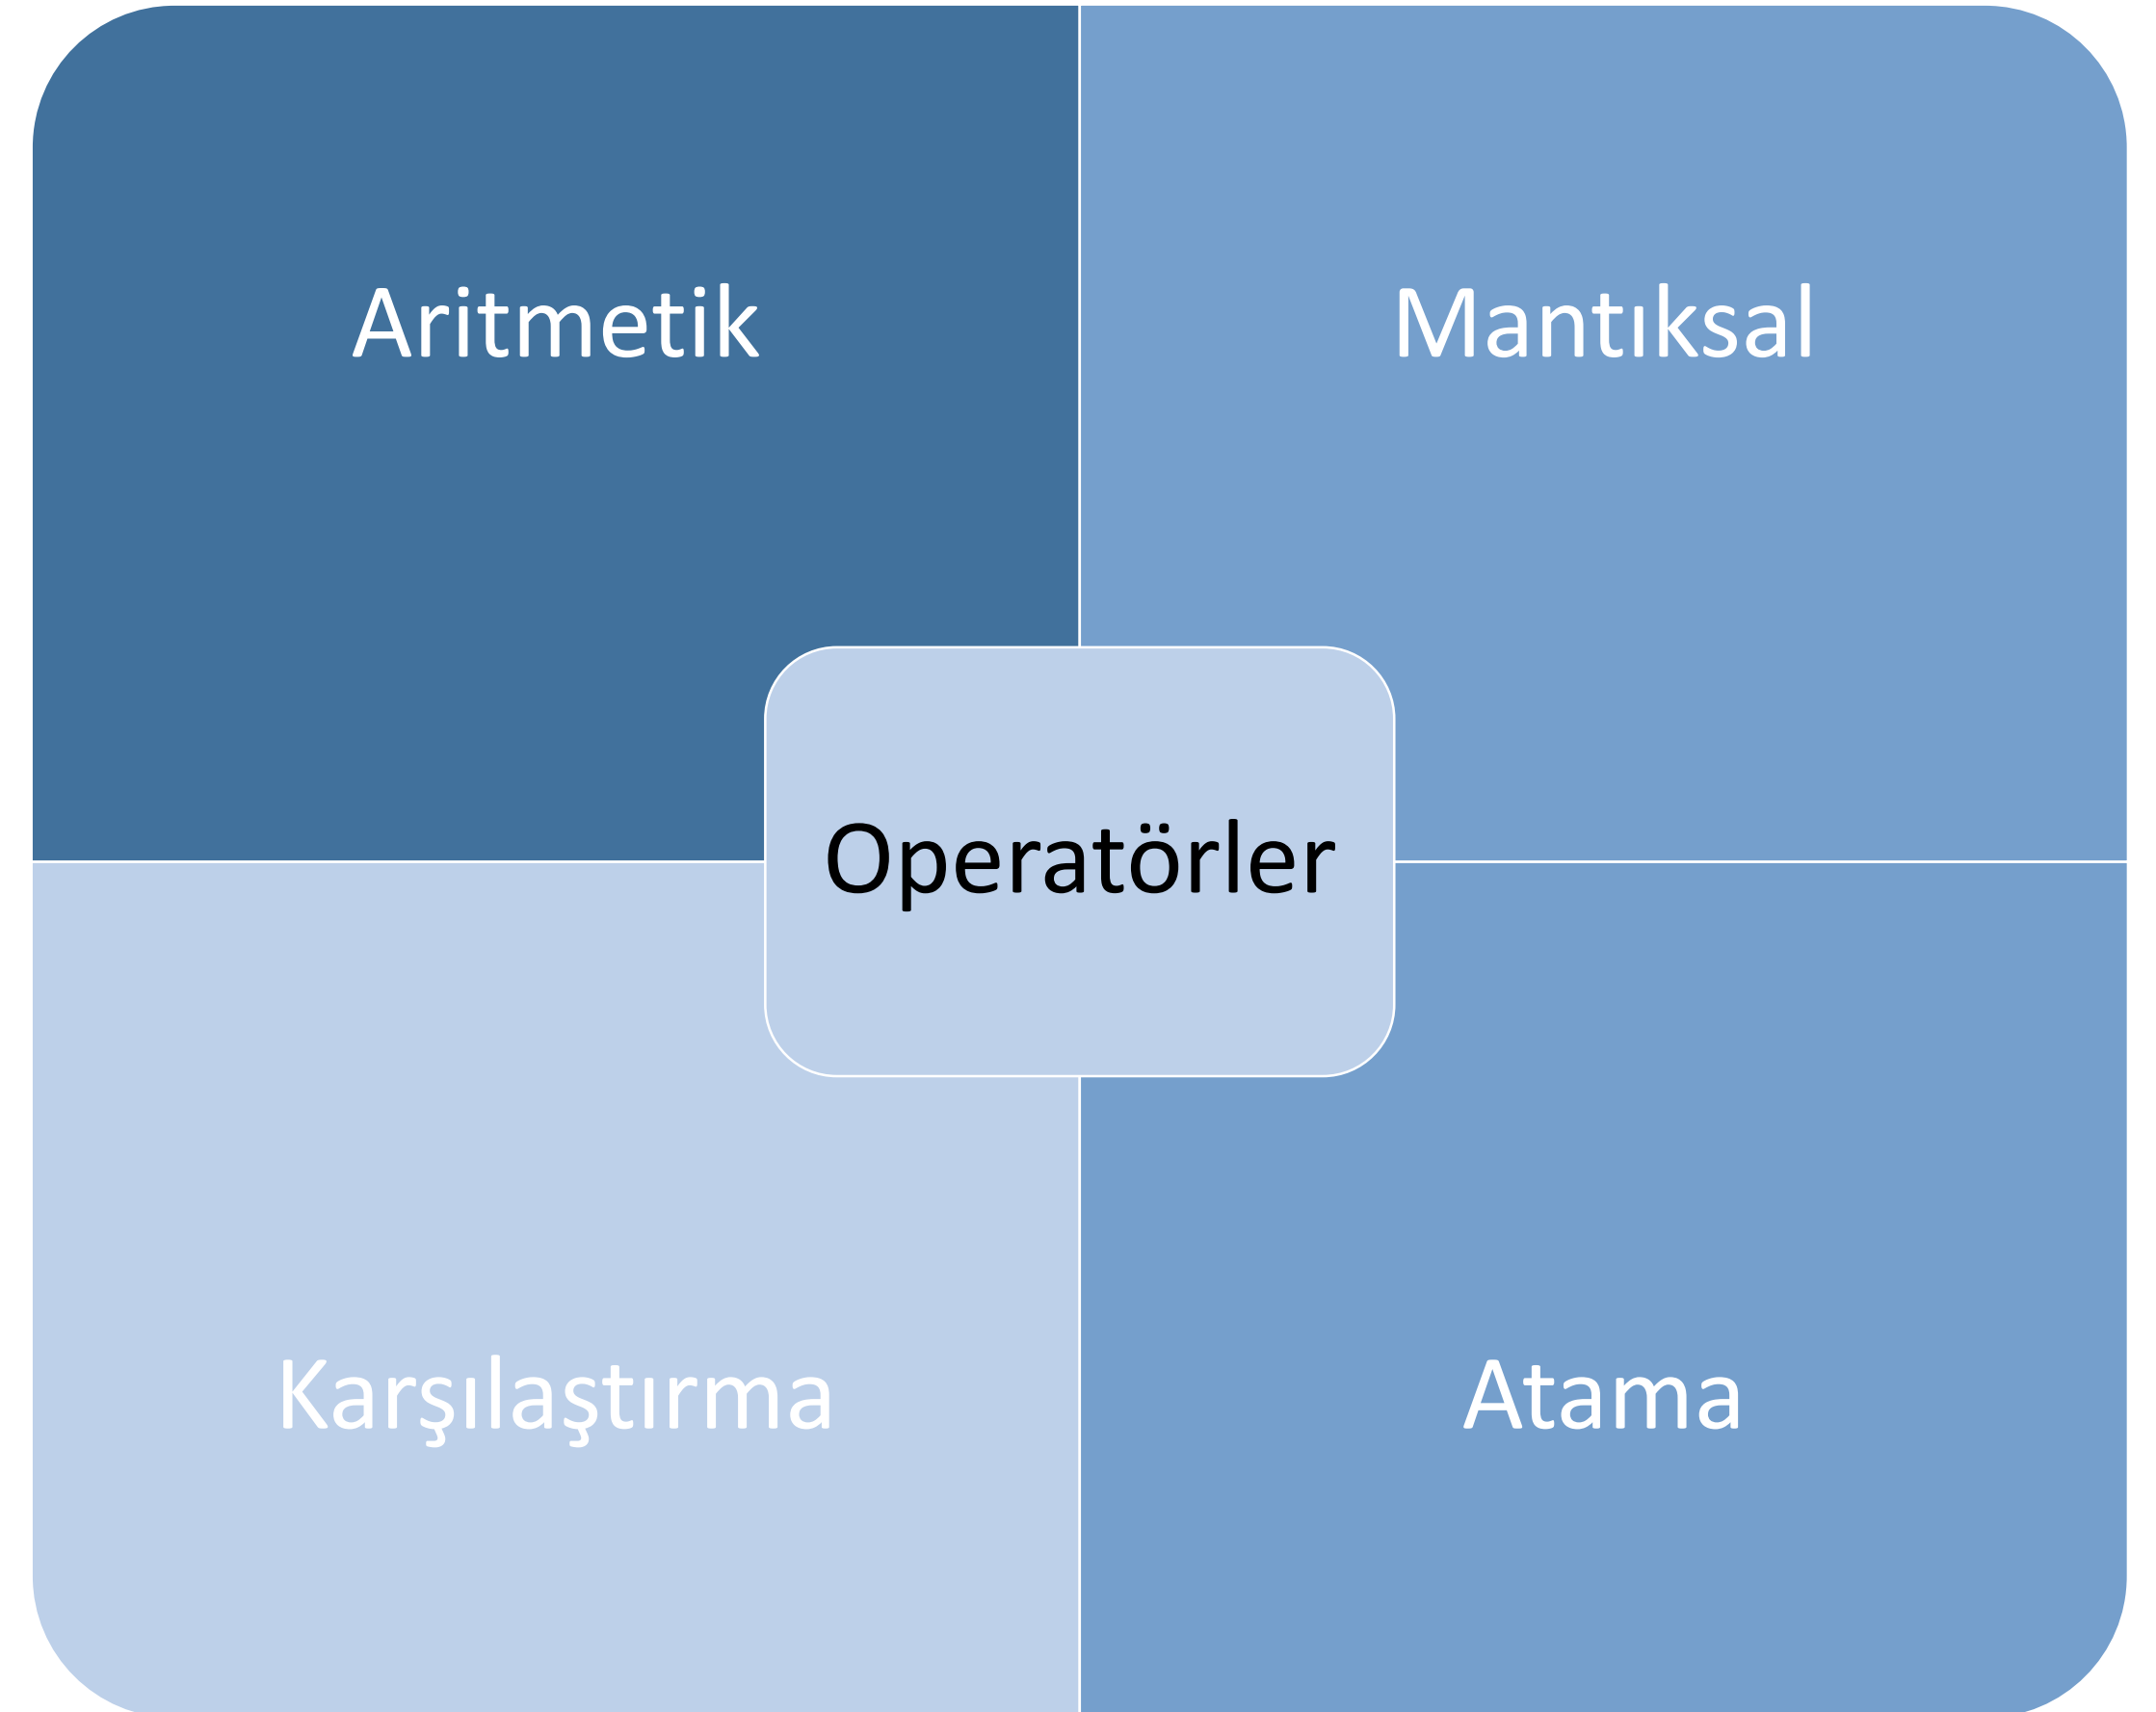 Aritmetik
Mantıksal
Operatörler
Karşılaştırma
Atama